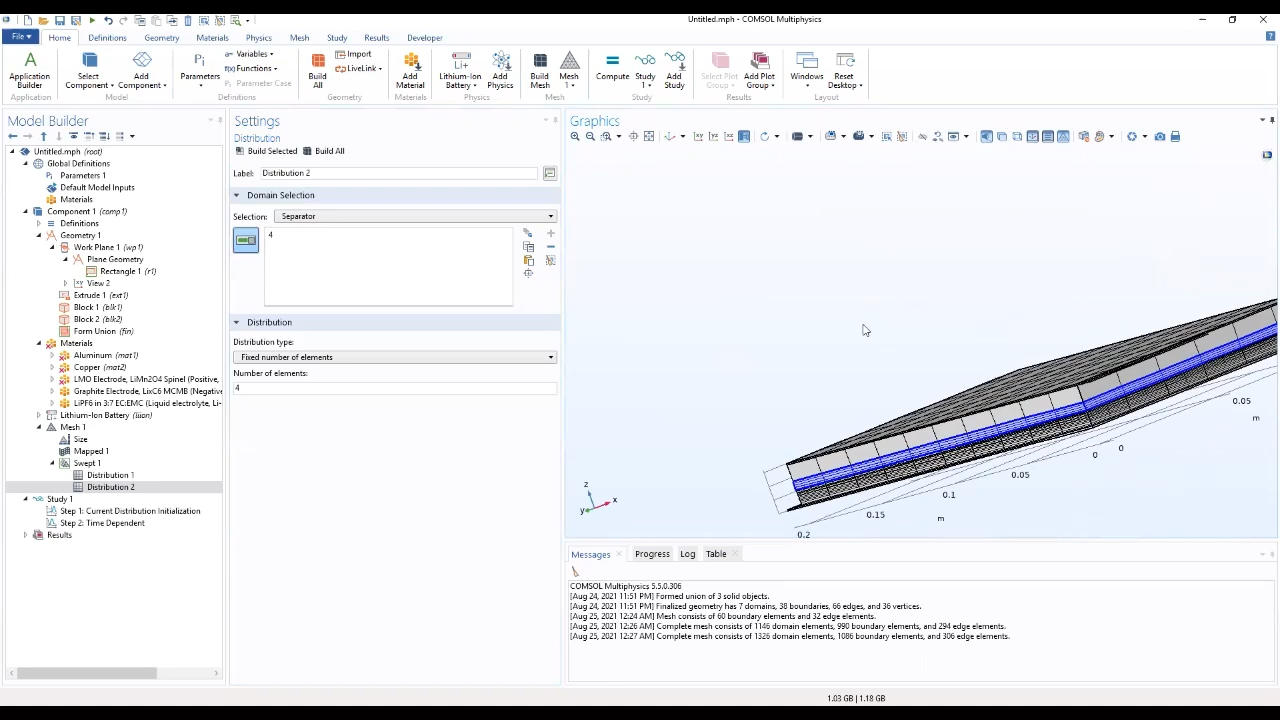 Untitled.mph - COMSOL Multiphysics
File
Home
Definitions
Geometry
Materials
Physics
Mesh
Study
Results
Developer
Application Builder
Application
Select Component
Add Component
Model
Parameters
a= Variables
f(x) Functions
Parameter Case
Definitions
Build All
Import
LiveLink
Geometry
Add Material
Materials
Lithium-Ion Battery
Add Physics
Physics
Build Mesh
Mesh 1
Mesh
Compute
Study 1
Add Study
Study
Select Plot Group
Add Plot Group
Results
Windows
Reset Desktop
Layout
Model Builder
Untitled.mph (root)
Global Definitions
Parameters 1
Default Model Inputs
Materials
Component 1 (comp1)
Definitions
Geometry 1
Work Plane 1 (wp1)
Plane Geometry
Rectangle 1 (r1)
View 2
Extrude 1 (ext1)
Block 1 (blk1)
Block 2 (blk2)
Form Union (fin)
Materials
Aluminum (mat1)
Copper (mat2)
LMO Electrode, LiMn2O4 Spinel (Positive,
Graphite Electrode, LixC6 MCMB (Negative
LiPF6 in 3:7 EC:EMC (Liquid electrolyte, Li-
Lithium-Ion Battery (liion)
Mesh 1
Size
Mapped 1
Swept 1
Distribution 1
Distribution 2
Study 1
Step 1: Current Distribution Initialization
Step 2: Time Dependent
Results
Settings
Distribution
Build Selected
Build All
Label: Distribution 2
Domain Selection
Selection: Separator
4
Distribution
Distribution type:
Fixed number of elements
Number of elements:
4
Graphics
0.05
m
0
0
0.05
0.1
0.15
m
0.2
z
y
x
Messages
Progress
Log
Table
COMSOL Multiphysics 5.5.0.306
[Aug 24, 2021 11:51 PM] Formed union of 3 solid objects.
[Aug 24, 2021 11:51 PM] Finalized geometry has 7 domains, 38 boundaries, 66 edges, and 36 vertices.
[Aug 25, 2021 12:24 AM] Mesh consists of 60 boundary elements and 32 edge elements.
[Aug 25, 2021 12:26 AM] Complete mesh consists of 1146 domain elements, 990 boundary elements, and 294 edge elements.
[Aug 25, 2021 12:27 AM] Complete mesh consists of 1326 domain elements, 1086 boundary elements, and 306 edge elements.
1.03 GB | 1.18 GB